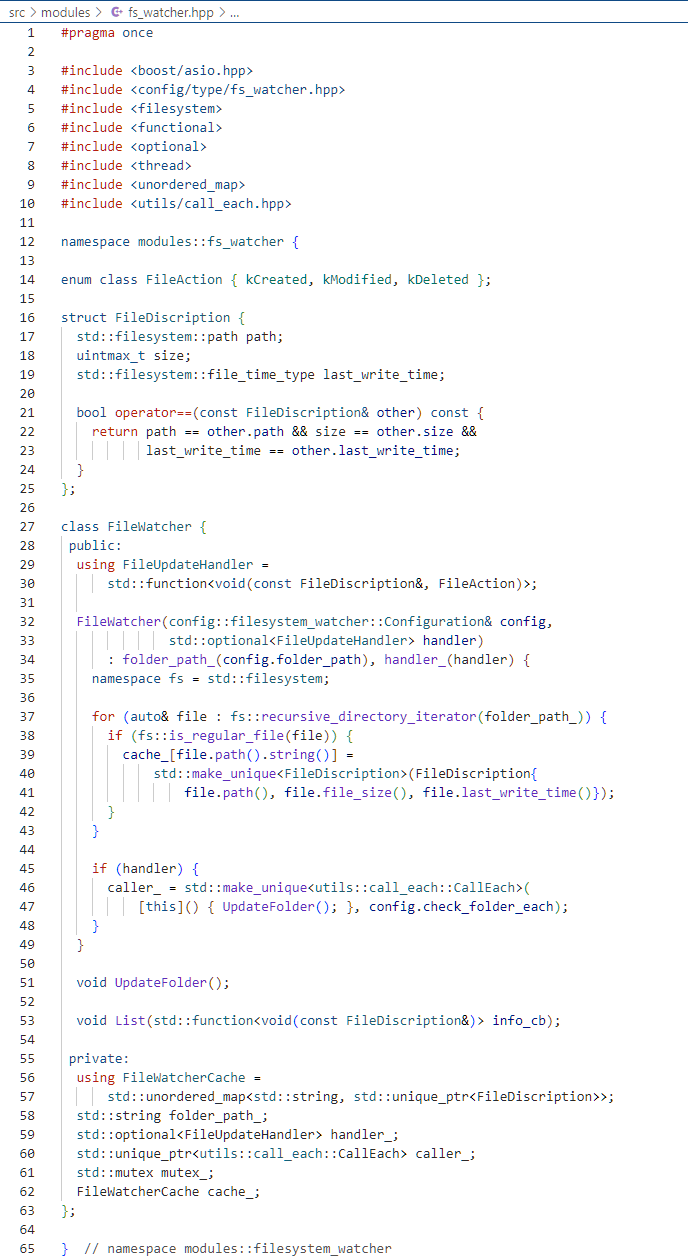 src > modules > fs_watcher.hpp > ...
1 #pragma once
2
3 #include <boost/asio.hpp>
4 #include <config/type/fs_watcher.hpp>
5 #include <filesystem>
6 #include <functional>
7 #include <optional>
8 #include <thread>
9 #include <unordered_map>
10 #include <utils/call_each.hpp>
11
12 namespace modules::fs_watcher {
13
14 enum class FileAction { kCreated, kModified, kDeleted };
15
16 struct FileDiscription {
17   std::filesystem::path path;
18   uintmax_t size;
19   std::filesystem::file_time_type last_write_time;
20
21   bool operator==(const FileDiscription& other) const {
22     return path == other.path && size == other.size &&
23            last_write_time == other.last_write_time;
24   }
25 };
26
27 class FileWatcher {
28  public:
29   using FileUpdateHandler =
30       std::function<void(const FileDiscription&, FileAction)>;
31
32   FileWatcher(config::filesystem_watcher::Configuration& config,
33               std::optional<FileUpdateHandler> handler)
34       : folder_path_(config.folder_path), handler_(handler) {
35     namespace fs = std::filesystem;
36
37     for (auto& file : fs::recursive_directory_iterator(folder_path_)) {
38       if (fs::is_regular_file(file)) {
39         cache_[file.path().string()] =
40             std::make_unique<FileDiscription>(FileDiscription{
41                 file.path(), file.file_size(), file.last_write_time()});
42       }
43     }
44
45     if (handler) {
46       caller_ = std::make_unique<utils::call_each::CallEach>(
47           [this]() { UpdateFolder(); }, config.check_folder_each);
48     }
49   }
50
51   void UpdateFolder();
52
53   void List(std::function<void(const FileDiscription&)> info_cb);
54
55  private:
56   using FileWatcherCache =
57       std::unordered_map<std::string, std::unique_ptr<FileDiscription>>;
58   std::string folder_path_;
59   std::optional<FileUpdateHandler> handler_;
60   std::unique_ptr<utils::call_each::CallEach> caller_;
61   std::mutex mutex_;
62   FileWatcherCache cache_;
63 };
64
65 }  // namespace modules::filesystem_watcher